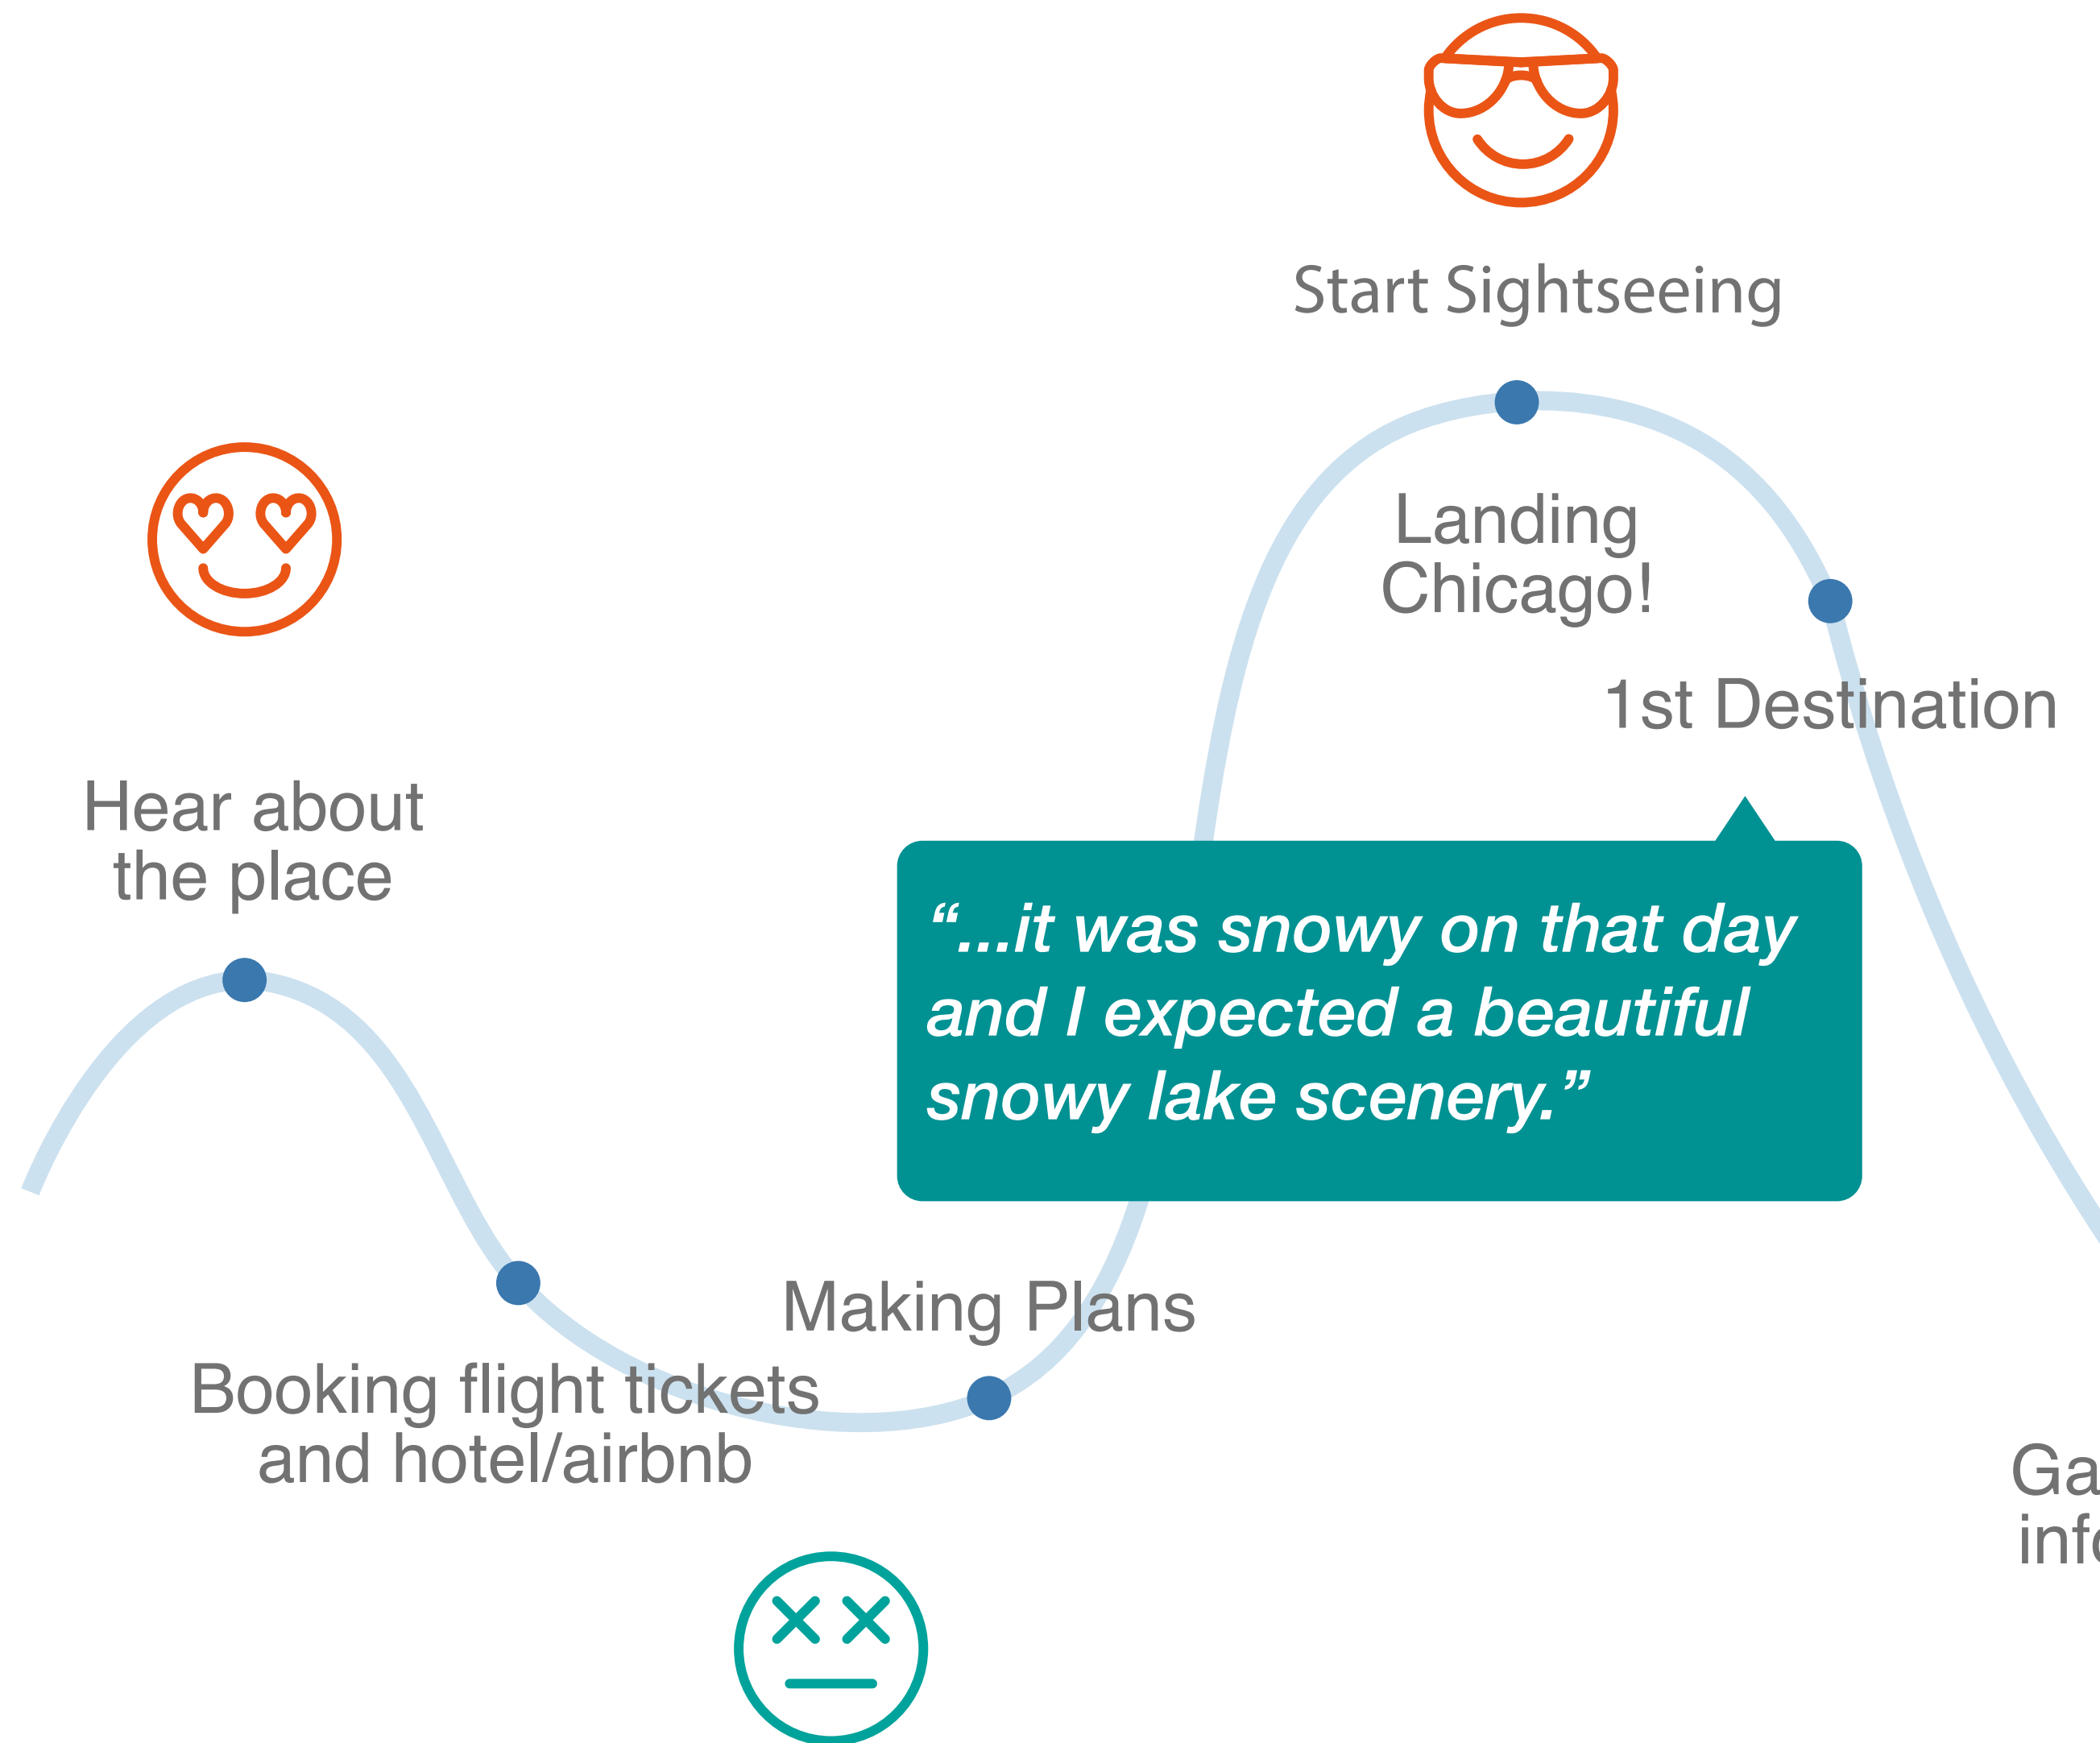 Start Sightseeing
Landing
Chicago!
1st Destination
Hear about
the place
“...it was snowy on that day
and I expected a beautiful
snowy lake scenery.”
Making Plans
Booking flight tickets
and hotel/airbnb